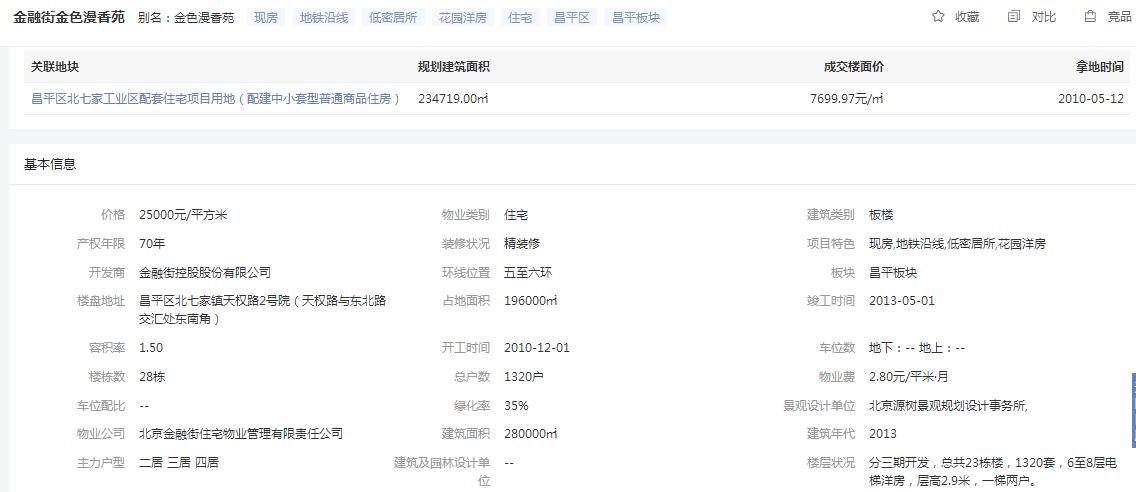 金融街金色漫香苑 别名：金色漫香苑 现房 地铁沿线 低密居所 花园洋房 住宅 昌平区 昌平板块 收藏 对比 竞品
关联地块 规划建筑面积 成交楼面价 拿地时间
昌平区北七家工业区配套住宅项目用地（配建中小套型普通商品住房） 234719.00㎡ 7699.97元/㎡ 2010-05-12
基本信息
价格 25000元/平方米 物业类别 住宅 建筑类别 板楼
产权年限 70年 装修状况 精装修 项目特色 现房,地铁沿线,低密居所,花园洋房
开发商 金融街控股股份有限公司 环线位置 五至六环 板块 昌平板块
楼盘地址 昌平区北七家镇天权路2号院（天权路与东北路 占地面积 196000㎡ 竣工时间 2013-05-01
交汇处东南角）
容积率 1.50 开工时间 2010-12-01 车位数 地下：-- 地上：--
楼栋数 28栋 总户数 1320户 物业费 2.80元/平米·月
车位配比 -- 绿化率 35% 景观设计单位 北京源树景观规划设计事务所,
物业公司 北京金融街住宅物业管理有限责任公司 建筑面积 280000㎡ 建筑年代 2013
主力户型 二居 三居 四居 建筑及园林设计单 -- 楼层状况 分三期开发，总共23栋楼，1320套，6至8层电
位 梯洋房，层高2.9米，一梯两户。